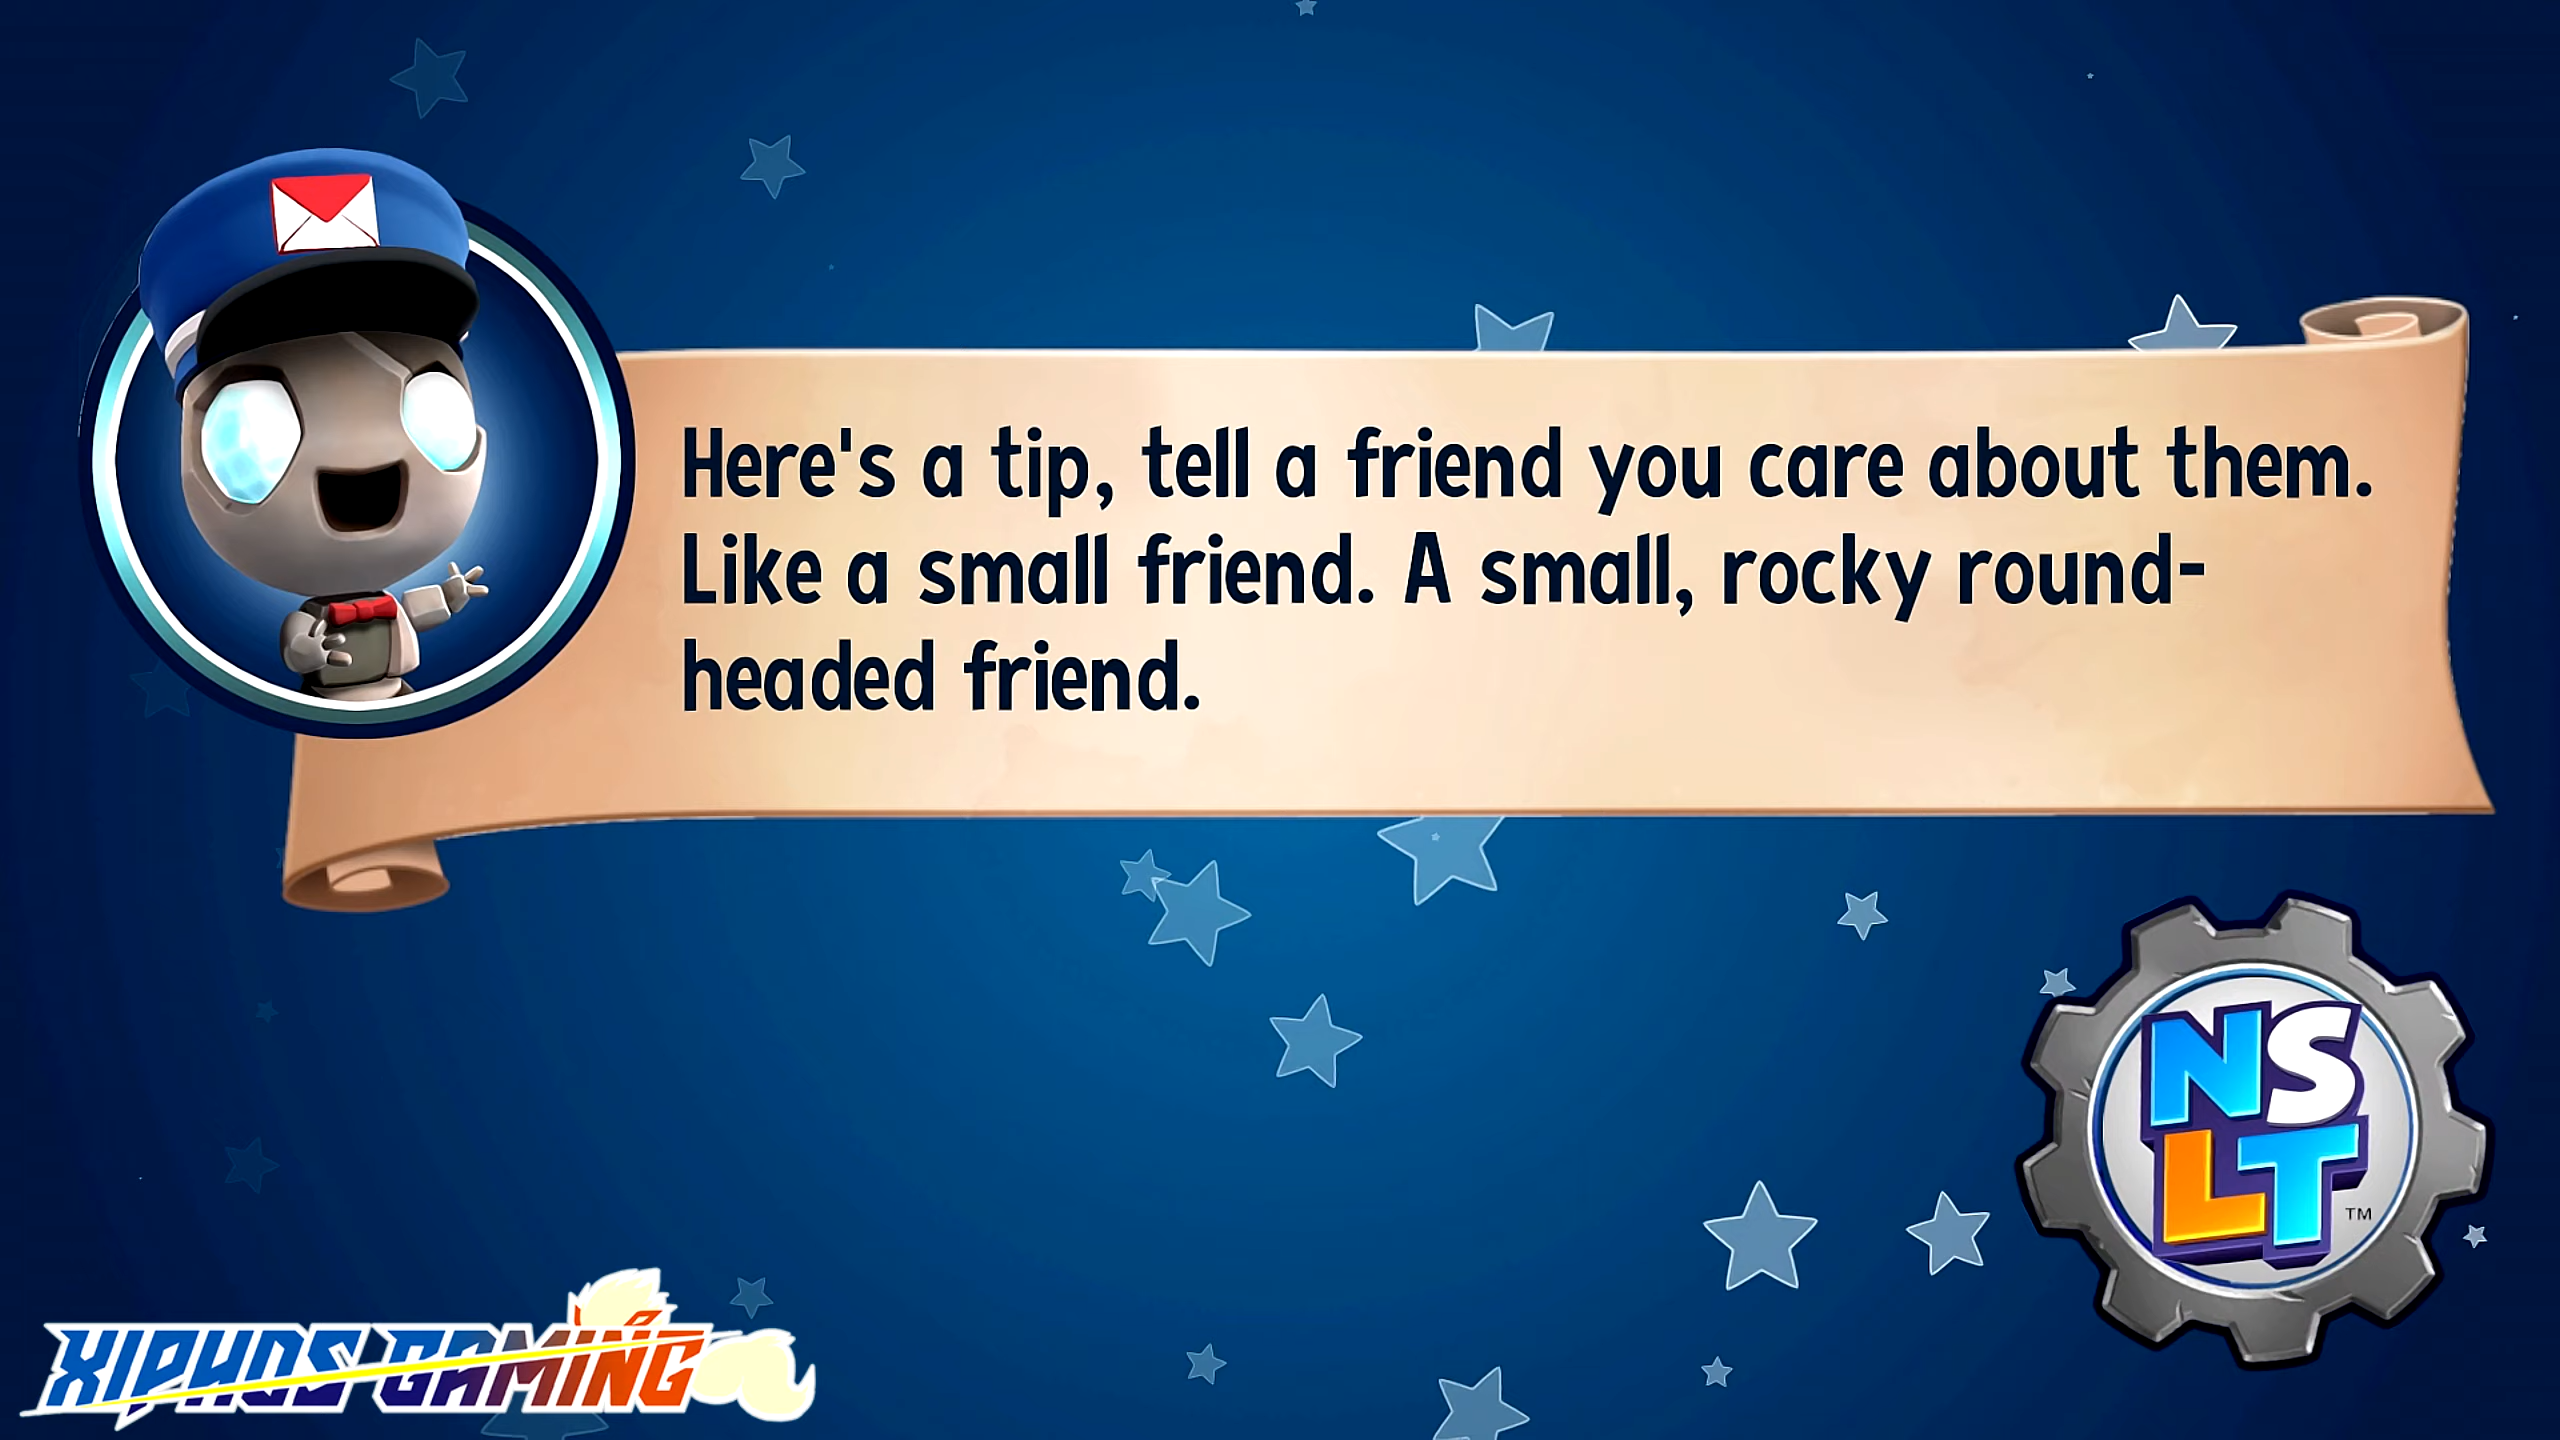 Here's a tip, tell a friend you care about them.
Like a small friend. A small, rocky round-
headed friend.
NS
LT
TM
XIPHOS GAMING